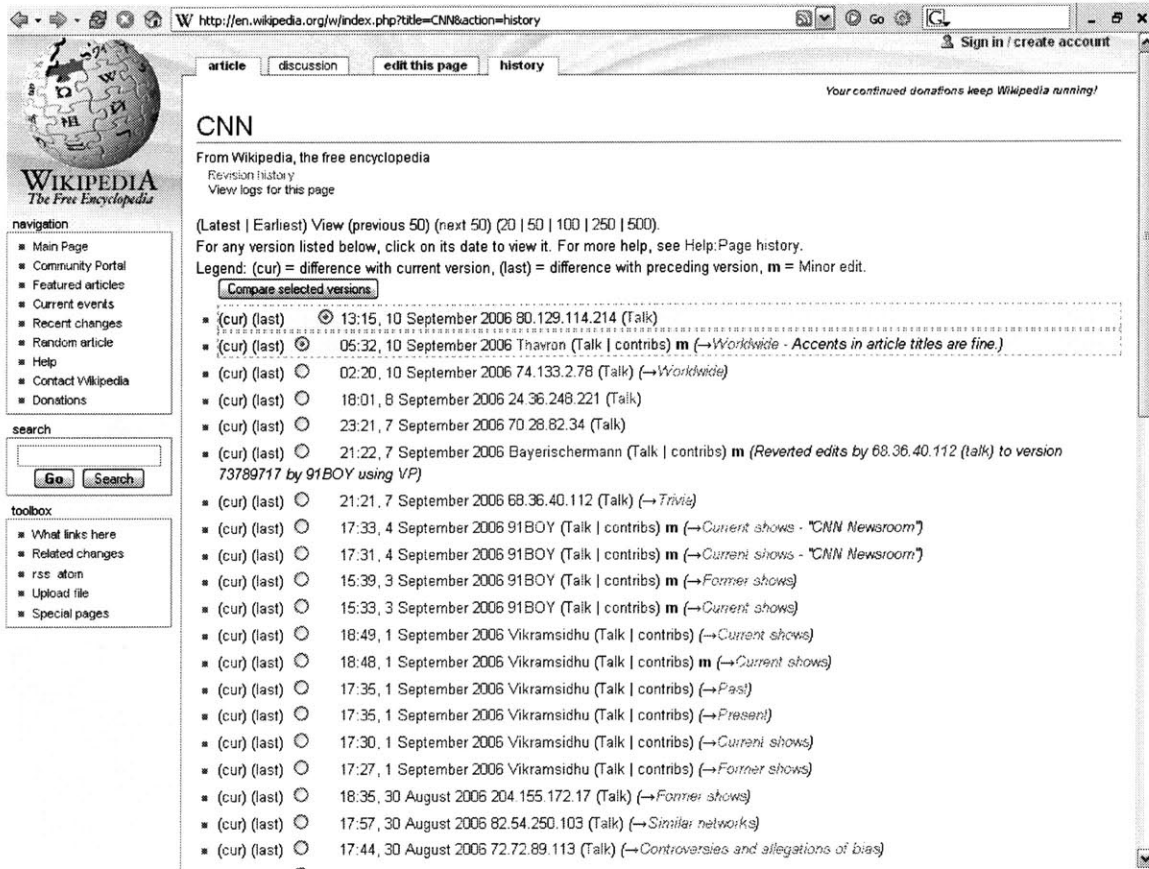 http://en.wikipedia.org/w/index.php?title=CNN&action=history
Go
G
Sign in / create account
article
discussion
edit this page
history
Your continued donations keep Wikipedia running!
WIKIPEDIA
The Free Encyclopedia
navigation
Main Page
Community Portal
Featured articles
Current events
Recent changes
Random article
Help
Contact Wikipedia
Donations
search
Go
Search
toolbox
What links here
Related changes
rss atom
Upload file
Special pages
CNN
From Wikipedia, the free encyclopedia
Revision history
View logs for this page
(Latest | Earliest) View (previous 50) (next 50) (20 | 50 | 100 | 250 | 500).
For any version listed below, click on its date to view it. For more help, see Help:Page history.
Legend: (cur) = difference with current version, (last) = difference with preceding version, m = Minor edit.
Compare selected versions
(cur) (last) 13:15, 10 September 2006 80.129.114.214 (Talk)
(cur) (last) 05:32, 10 September 2006 Thavron (Talk | contribs) m (→Worldwide - Accents in article titles are fine.)
(cur) (last) 02:20, 10 September 2006 74.133.2.78 (Talk) (→Worldwide)
(cur) (last) 18:01, 8 September 2006 24.36.248.221 (Talk)
(cur) (last) 23:21, 7 September 2006 70.28.82.34 (Talk)
(cur) (last) 21:22, 7 September 2006 Bayerischermann (Talk | contribs) m (Reverted edits by 68.36.40.112 (talk) to version
73789717 by 91BOY using VP)
(cur) (last) 21:21, 7 September 2006 68.36.40.112 (Talk) (→Trivia)
(cur) (last) 17:33, 4 September 2006 91BOY (Talk | contribs) m (→Current shows - "CNN Newsroom")
(cur) (last) 17:31, 4 September 2006 91BOY (Talk | contribs) m (→Current shows - "CNN Newsroom")
(cur) (last) 15:39, 3 September 2006 91BOY (Talk | contribs) m (→Former shows)
(cur) (last) 15:33, 3 September 2006 91BOY (Talk | contribs) m (→Current shows)
(cur) (last) 18:49, 1 September 2006 Vikramsidhu (Talk | contribs) (→Current shows)
(cur) (last) 18:48, 1 September 2006 Vikramsidhu (Talk | contribs) m (→Current shows)
(cur) (last) 17:35, 1 September 2006 Vikramsidhu (Talk | contribs) (→Past)
(cur) (last) 17:35, 1 September 2006 Vikramsidhu (Talk | contribs) (→Present)
(cur) (last) 17:30, 1 September 2006 Vikramsidhu (Talk | contribs) (→Current shows)
(cur) (last) 17:27, 1 September 2006 Vikramsidhu (Talk | contribs) (→Former shows)
(cur) (last) 18:35, 30 August 2006 204.155.172.17 (Talk) (→Former shows)
(cur) (last) 17:57, 30 August 2006 82.54.250.103 (Talk) (→Similar networks)
(cur) (last) 17:44, 30 August 2006 72.72.89.113 (Talk) (→Controversies and allegations of bias)